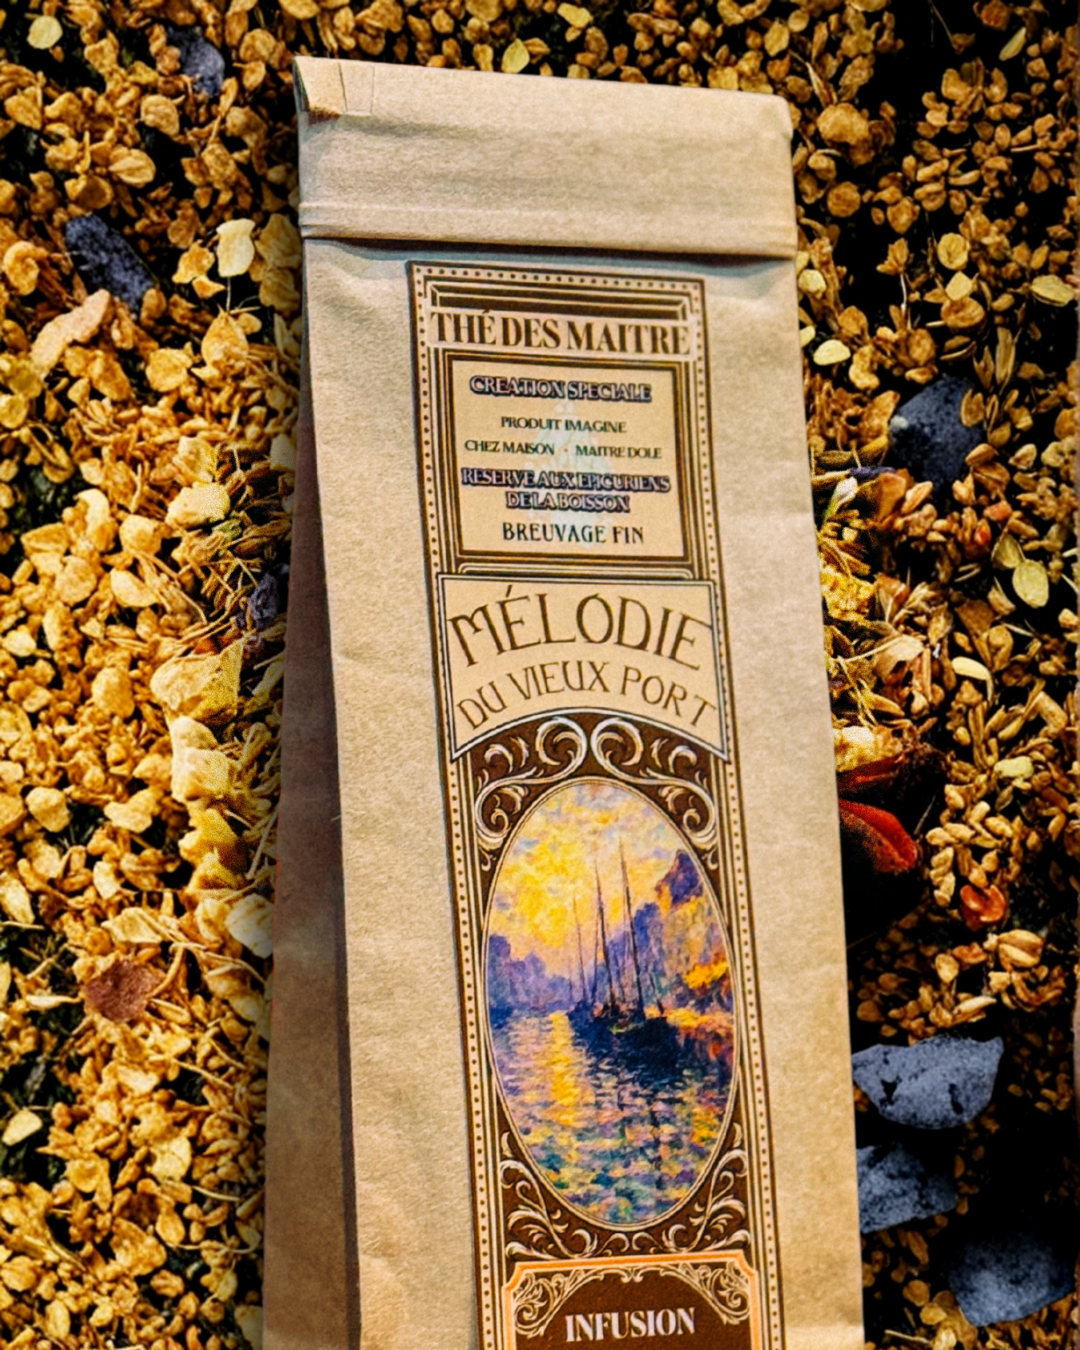 THÉ DES MAITRE
CREATION SPECIALE
PRODUIT IMAGINE
CHEZ MAISON · MAITRE DOLE
RESERVE AUX EPICURIENS
DE LA BOISSON
BREUVAGE FIN
MÉLODIE
DU VIEUX PORT
INFUSION